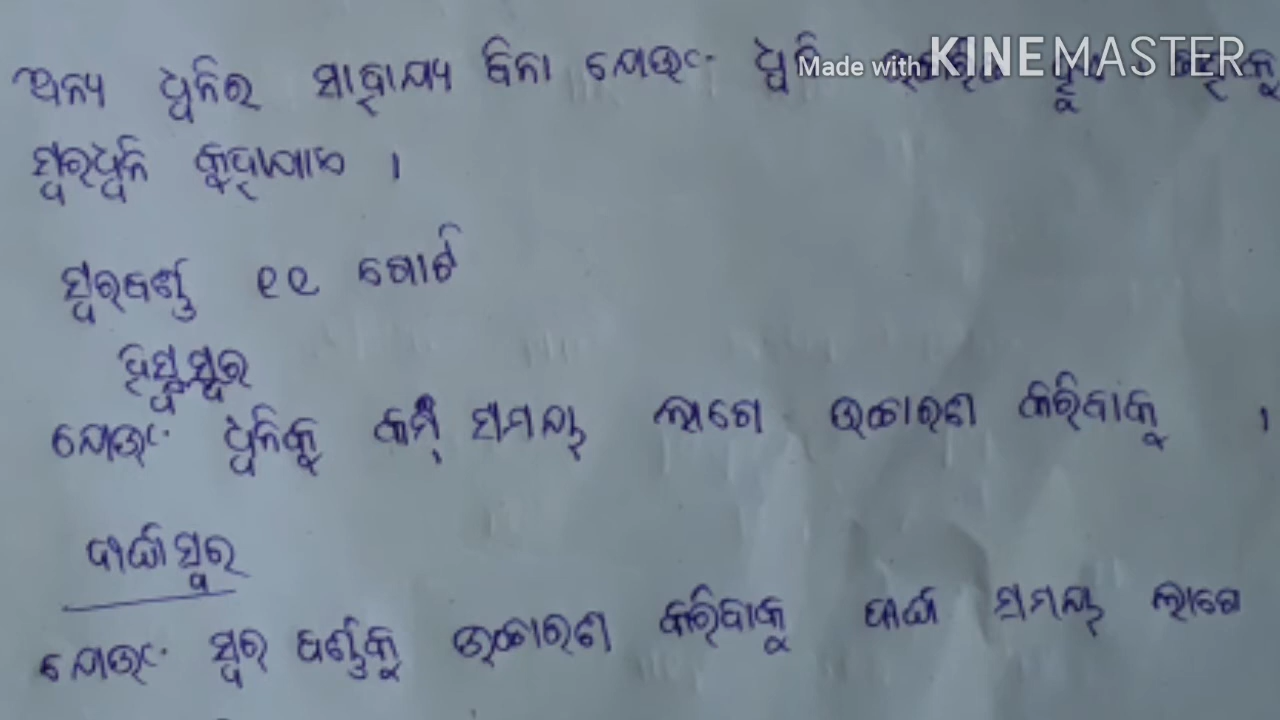 ଅନ୍ୟ ଧ୍ୱନିର ସାହାଯ୍ୟ ବିନା ଯେଉଁ ଧ୍ୱନି
Made with KINEMASTER
ସ୍ୱରଧ୍ୱନି କୁହାଯାଏ ।
ସ୍ୱରବର୍ଣ୍ଣ ୧୧ ଗୋଟି
ହ୍ରସ୍ୱସ୍ୱର
ଯେଉଁ ଧ୍ୱନିକୁ କମ୍ ସମୟ ଲାଗେ ଉଚ୍ଚାରଣ କରିବାକୁ ।
ଦୀର୍ଘସ୍ୱର
ଯେଉଁ ସ୍ୱର ବର୍ଣ୍ଣକୁ ଉଚ୍ଚାରଣ କରିବାକୁ ଦୀର୍ଘ ସମୟ ଲାଗେ